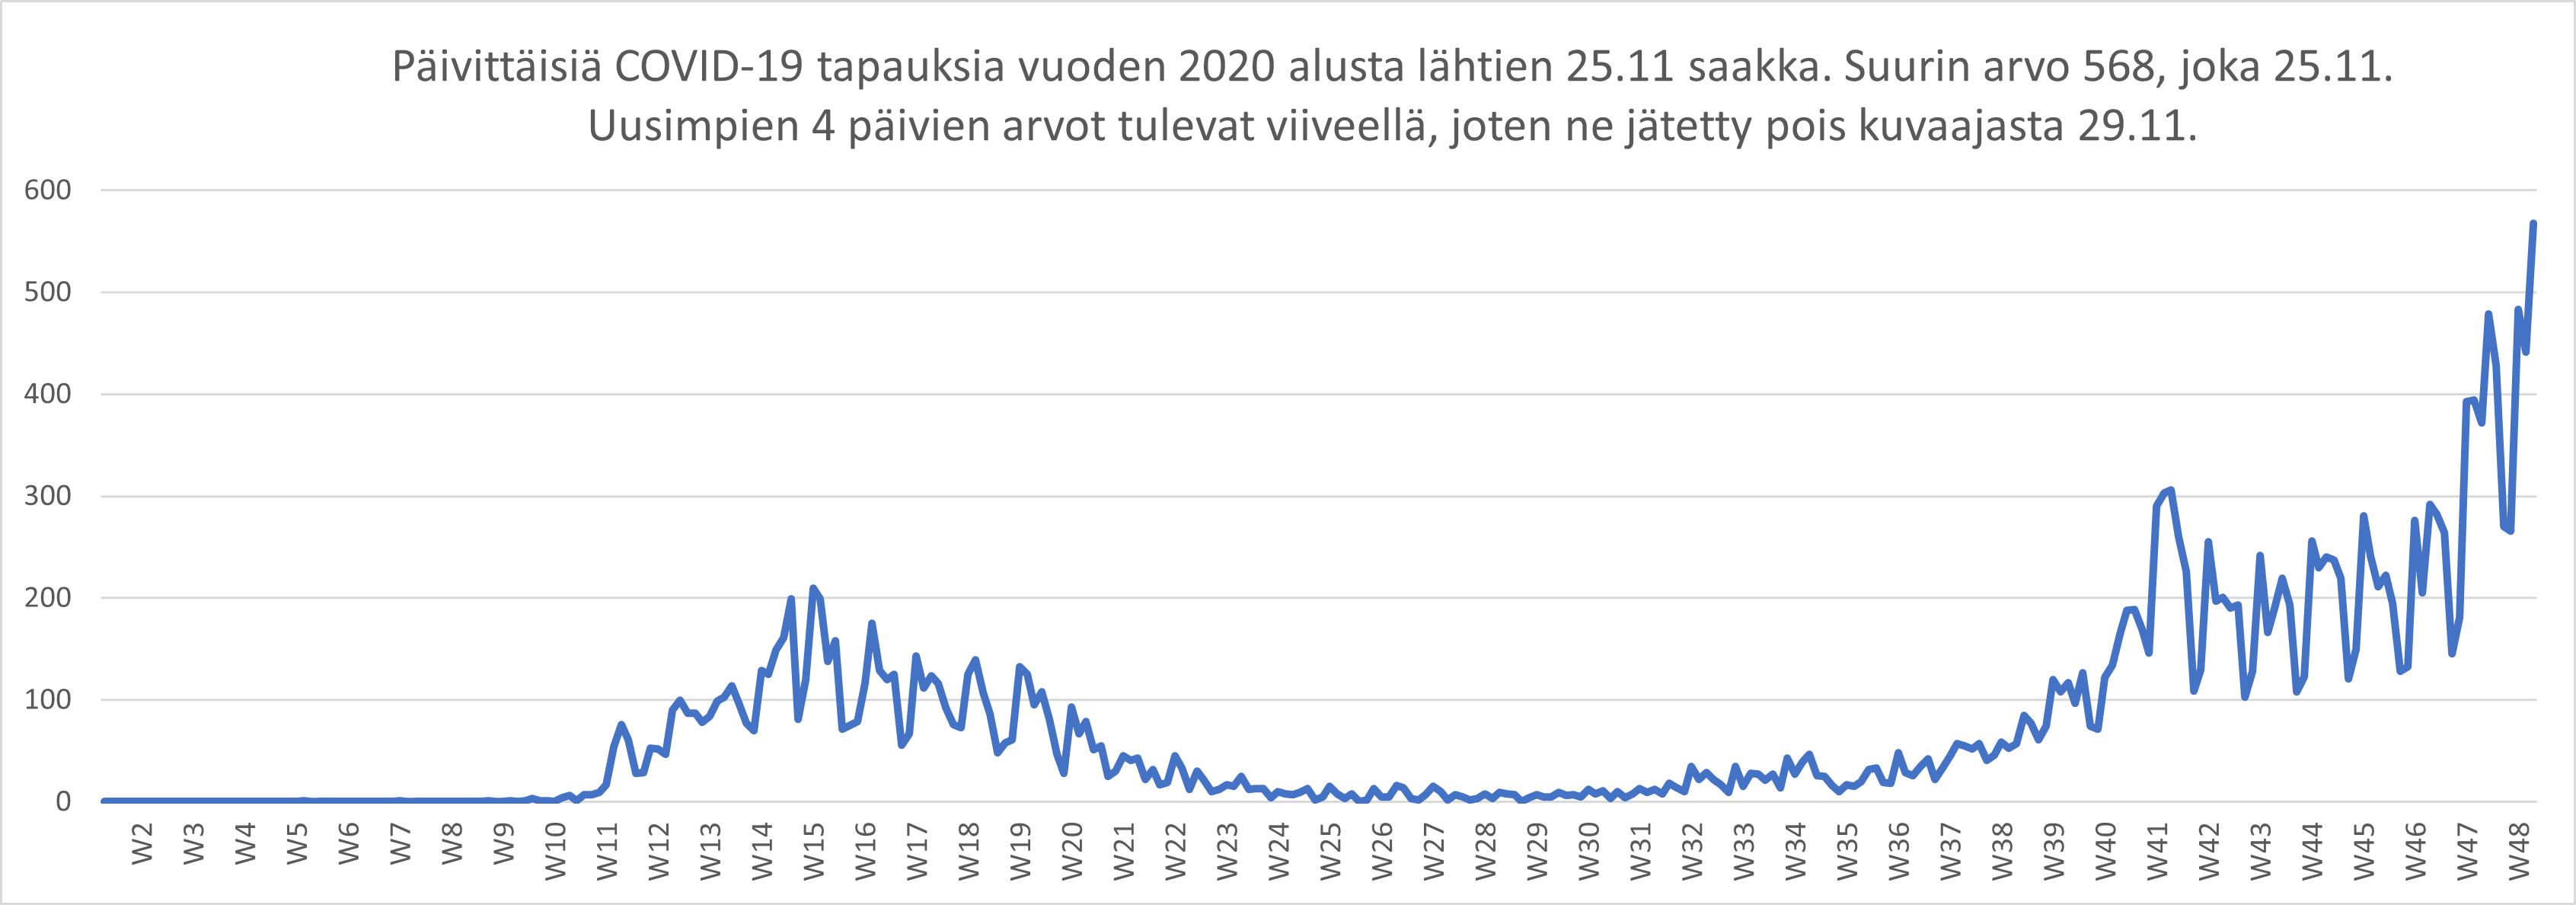 Päivittäisiä COVID-19 tapauksia vuoden 2020 alusta lähtien 25.11 saakka. Suurin arvo 568, joka 25.11.
Uusimpien 4 päivien arvot tulevat viiveellä, joten ne jätetty pois kuvaajasta 29.11.
600
500
400
300
200
100
0
W2
W3
W4
W5
W6
W7
W8
W9
W10
W11
W12
W13
W14
W15
W16
W17
W18
W19
W20
W21
W22
W23
W24
W25
W26
W27
W28
W29
W30
W31
W32
W33
W34
W35
W36
W37
W38
W39
W40
W41
W42
W43
W44
W45
W46
W47
W48